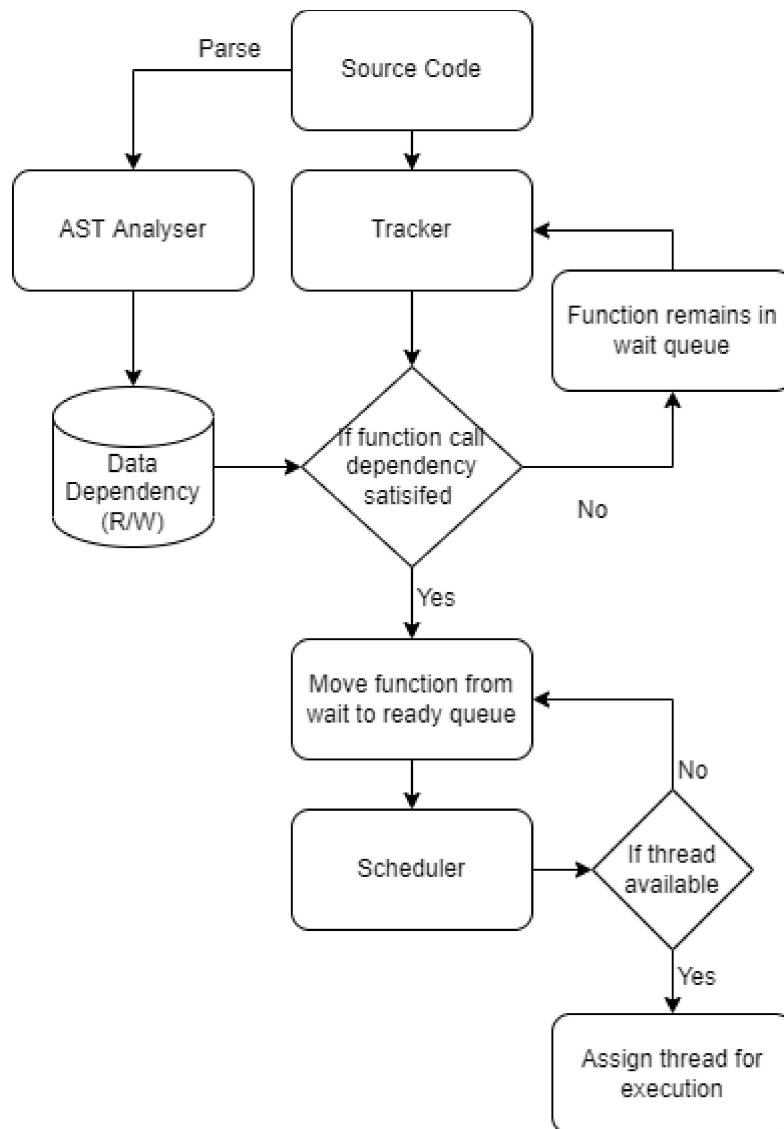 Parse
Source Code
AST Analyser
Tracker
Function remains in
wait queue
Data
Dependency
(R/W)
If function call
dependency
satisifed
No
Yes
Move function from
wait to ready queue
No
Scheduler
If thread
available
Yes
Assign thread for
execution